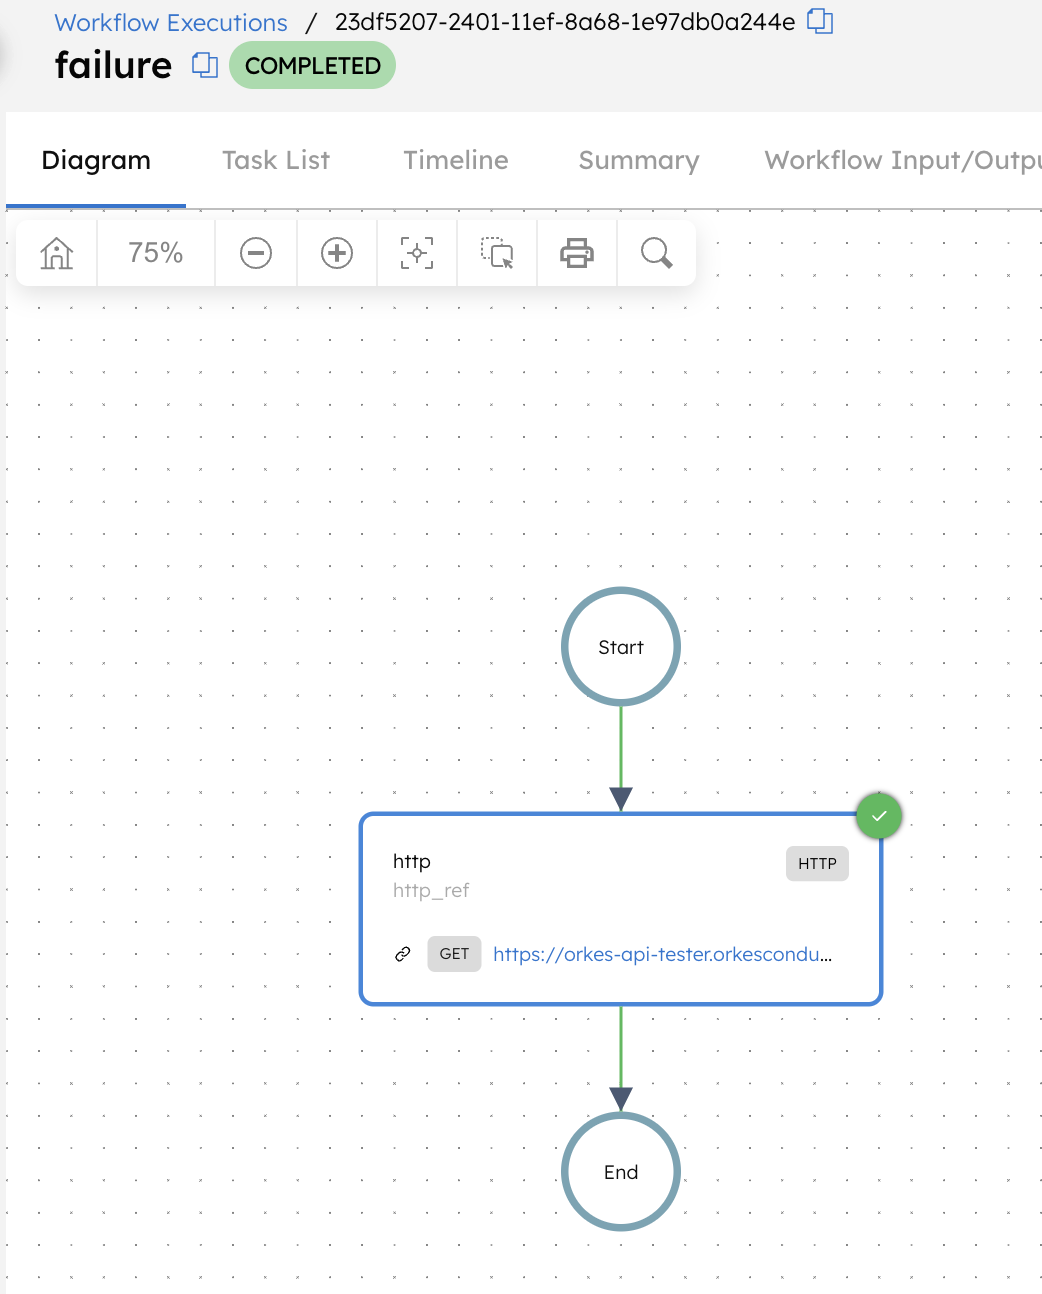 Workflow Executions / 23df5207-2401-11ef-8a68-1e97db0a244e
failure COMPLETED
Diagram Task List Timeline Summary Workflow Input/Outpu
75%
Start
http HTTP
http_ref
GET https://orkes-api-tester.orkescondu...
End